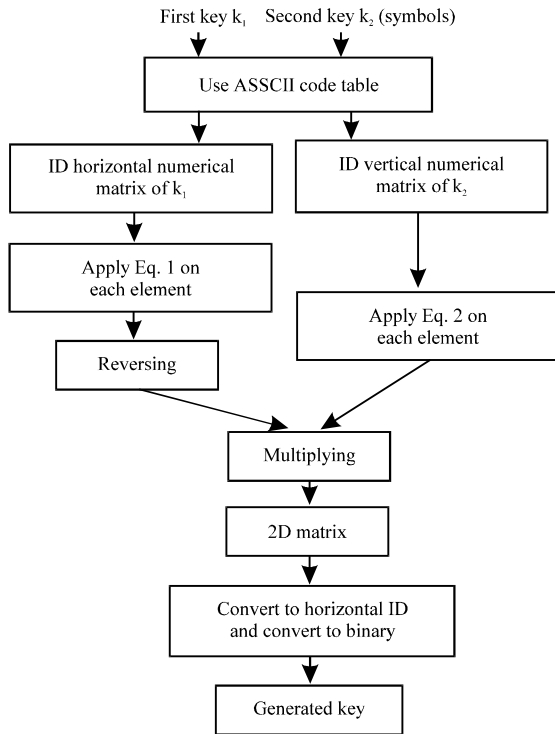 First key k₁
Second key k₂ (symbols)
Use ASSCII code table
ID horizontal numerical
matrix of k₁
ID vertical numerical
matrix of k₂
Apply Eq. 1 on
each element
Apply Eq. 2 on
each element
Reversing
Multiplying
2D matrix
Convert to horizontal ID
and convert to binary
Generated key